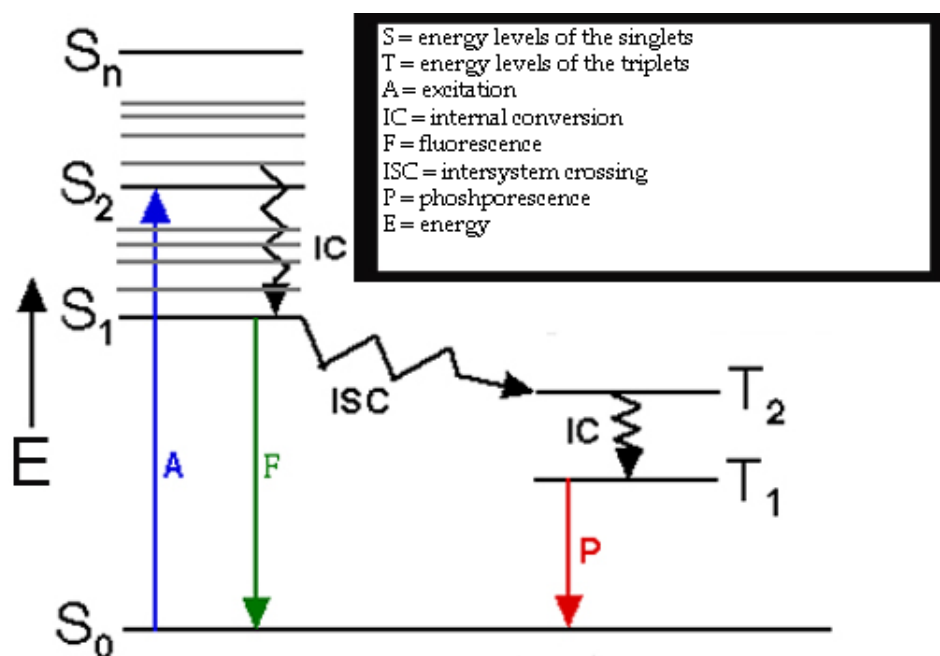 S = energy levels of the singlets
T = energy levels of the triplets
A = excitation
IC = internal conversion
F = fluorescence
ISC = intersystem crossing
P = phoshporescence
E = energy
Sn
S2
IC
S1
ISC
T2
IC
E
A
F
T1
P
S0